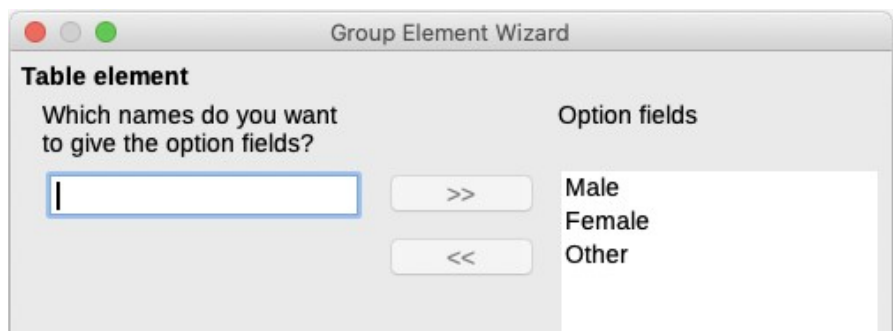 Group Element Wizard
Table element
Which names do you want
to give the option fields?
Option fields
>>
<<
Male
Female
Other